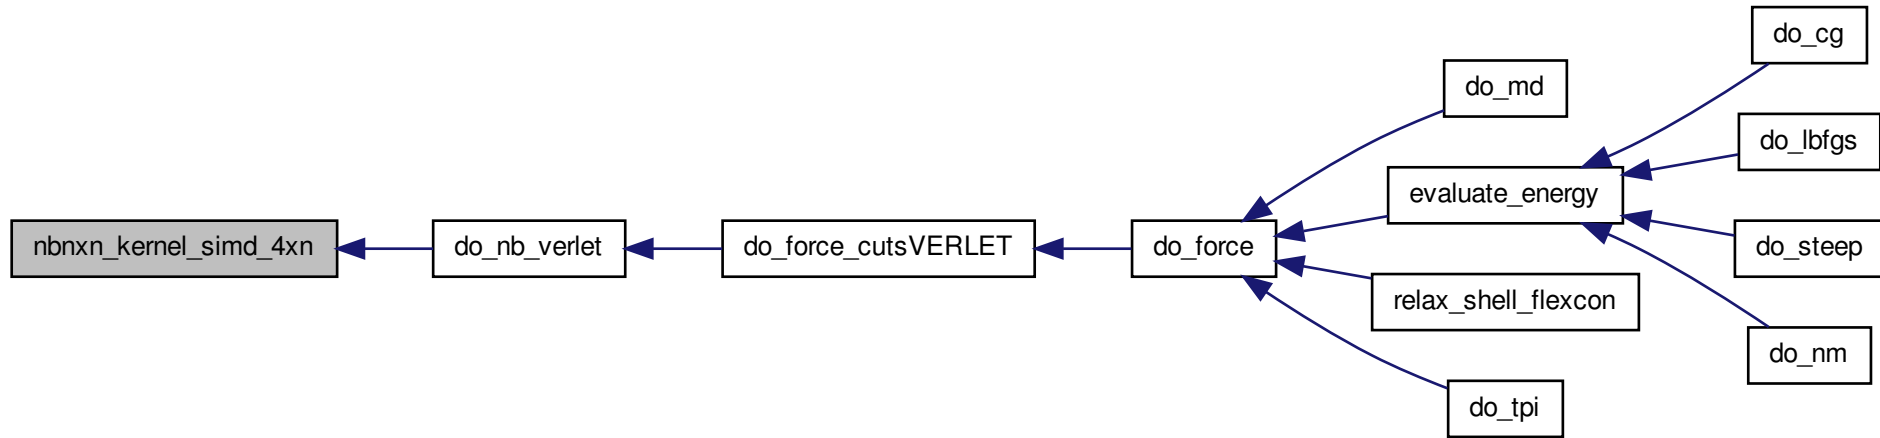 nbnxn_kernel_simd_4xn
do_nb_verlet
do_force_cutsVERLET
do_force
do_md
evaluate_energy
relax_shell_flexcon
do_tpi
do_cg
do_lbfgs
do_steep
do_nm